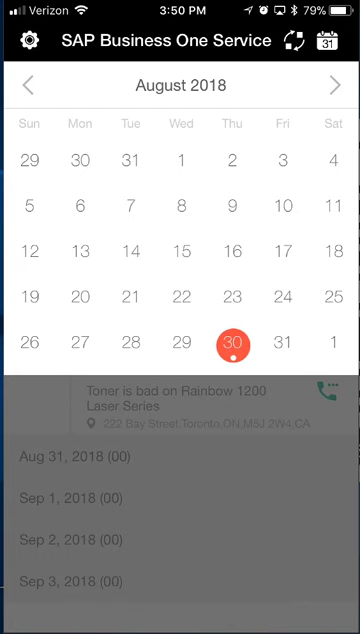 Verizon 3:50 PM 79%
SAP Business One Service 31
August 2018
Sun Mon Tue Wed Thu Fri Sat
29 30 31 1 2 3 4
5 6 7 8 9 10 11
12 13 14 15 16 17 18
19 20 21 22 23 24 25
26 27 28 29 30 31 1
Toner is bad on Rainbow 1200
Laser Series
222 Bay Street,Toronto,ON,M5J 2W4,CA
Aug 31, 2018 (00)
Sep 1, 2018 (00)
Sep 2, 2018 (00)
Sep 3, 2018 (00)